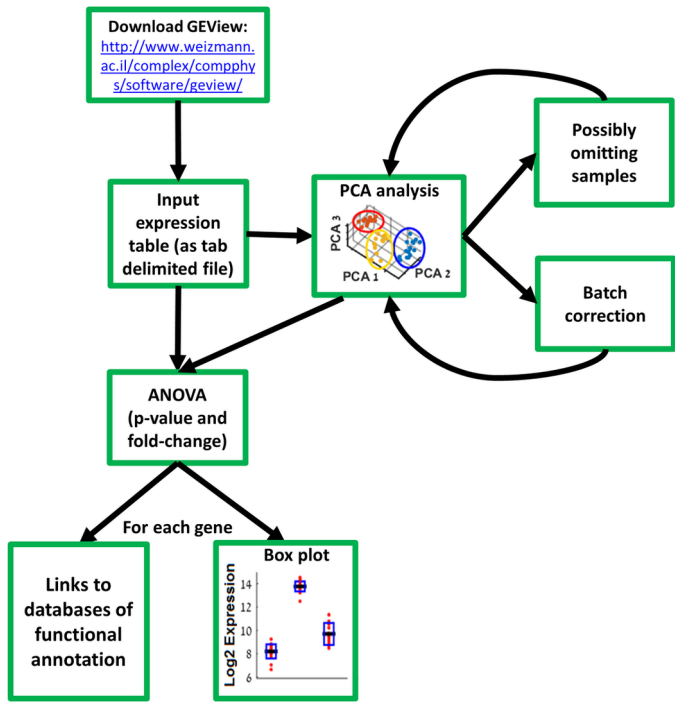 Download GEView:
http://www.weizmann.
ac.il/complex/compphy
s/software/geview/
Input
expression
table (as tab
delimited file)
PCA analysis
PCA 3
PCA 1
PCA 2
Possibly
omitting
samples
Batch
correction
ANOVA
(p-value and
fold-change)
For each gene
Links to
databases of
functional
annotation
Box plot
Log2 Expression
14
12
10
8
6